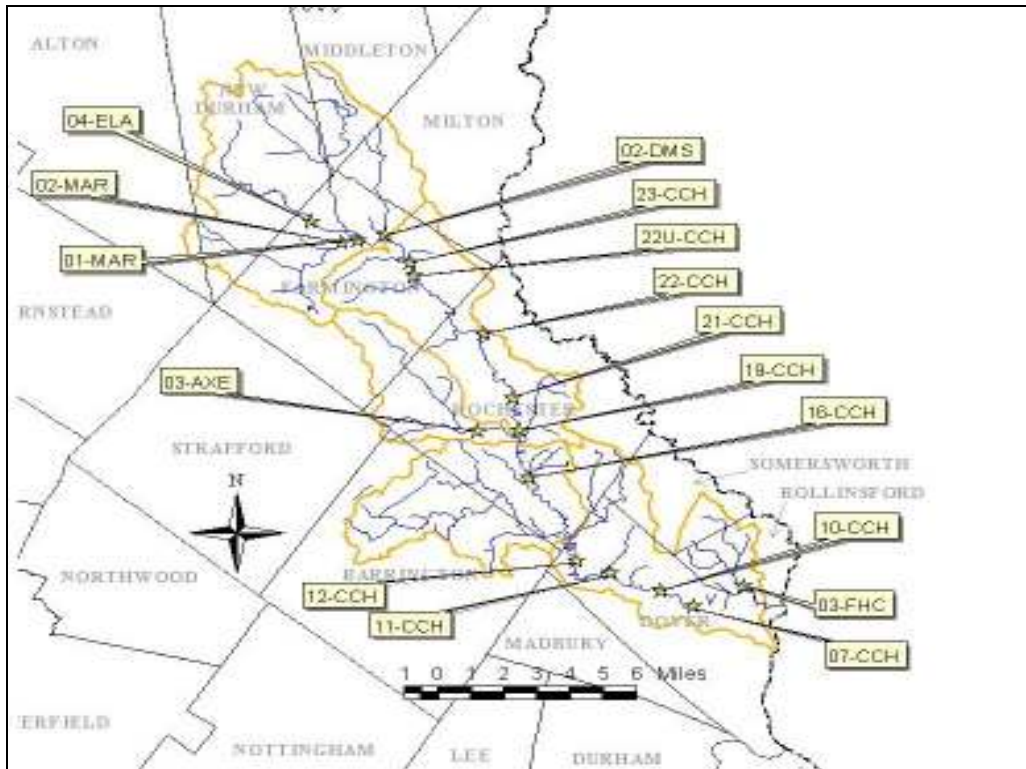 ALTON
MIDDLETON
NEW
DURHAM
MILTON
04-ELA
02-DMS
02-MAR
23-CCH
22U-CCH
01-MAR
FARMINGTON
22-CCH
RNSTEAD
21-CCH
19-CCH
03-AXE
ROCHESTER
16-CCH
STRAFFORD
SOMERSWORTH
ROLLINSFORD
N
10-CCH
NORTHWOOD
BARRINGTON
12-CCH
03-FHC
11-CCH
DOVER
MADBURY
07-CCH
1 0 1 2 3 4 5 6 Miles
ERFIELD
NOTTINGHAM
LEE
DURHAM